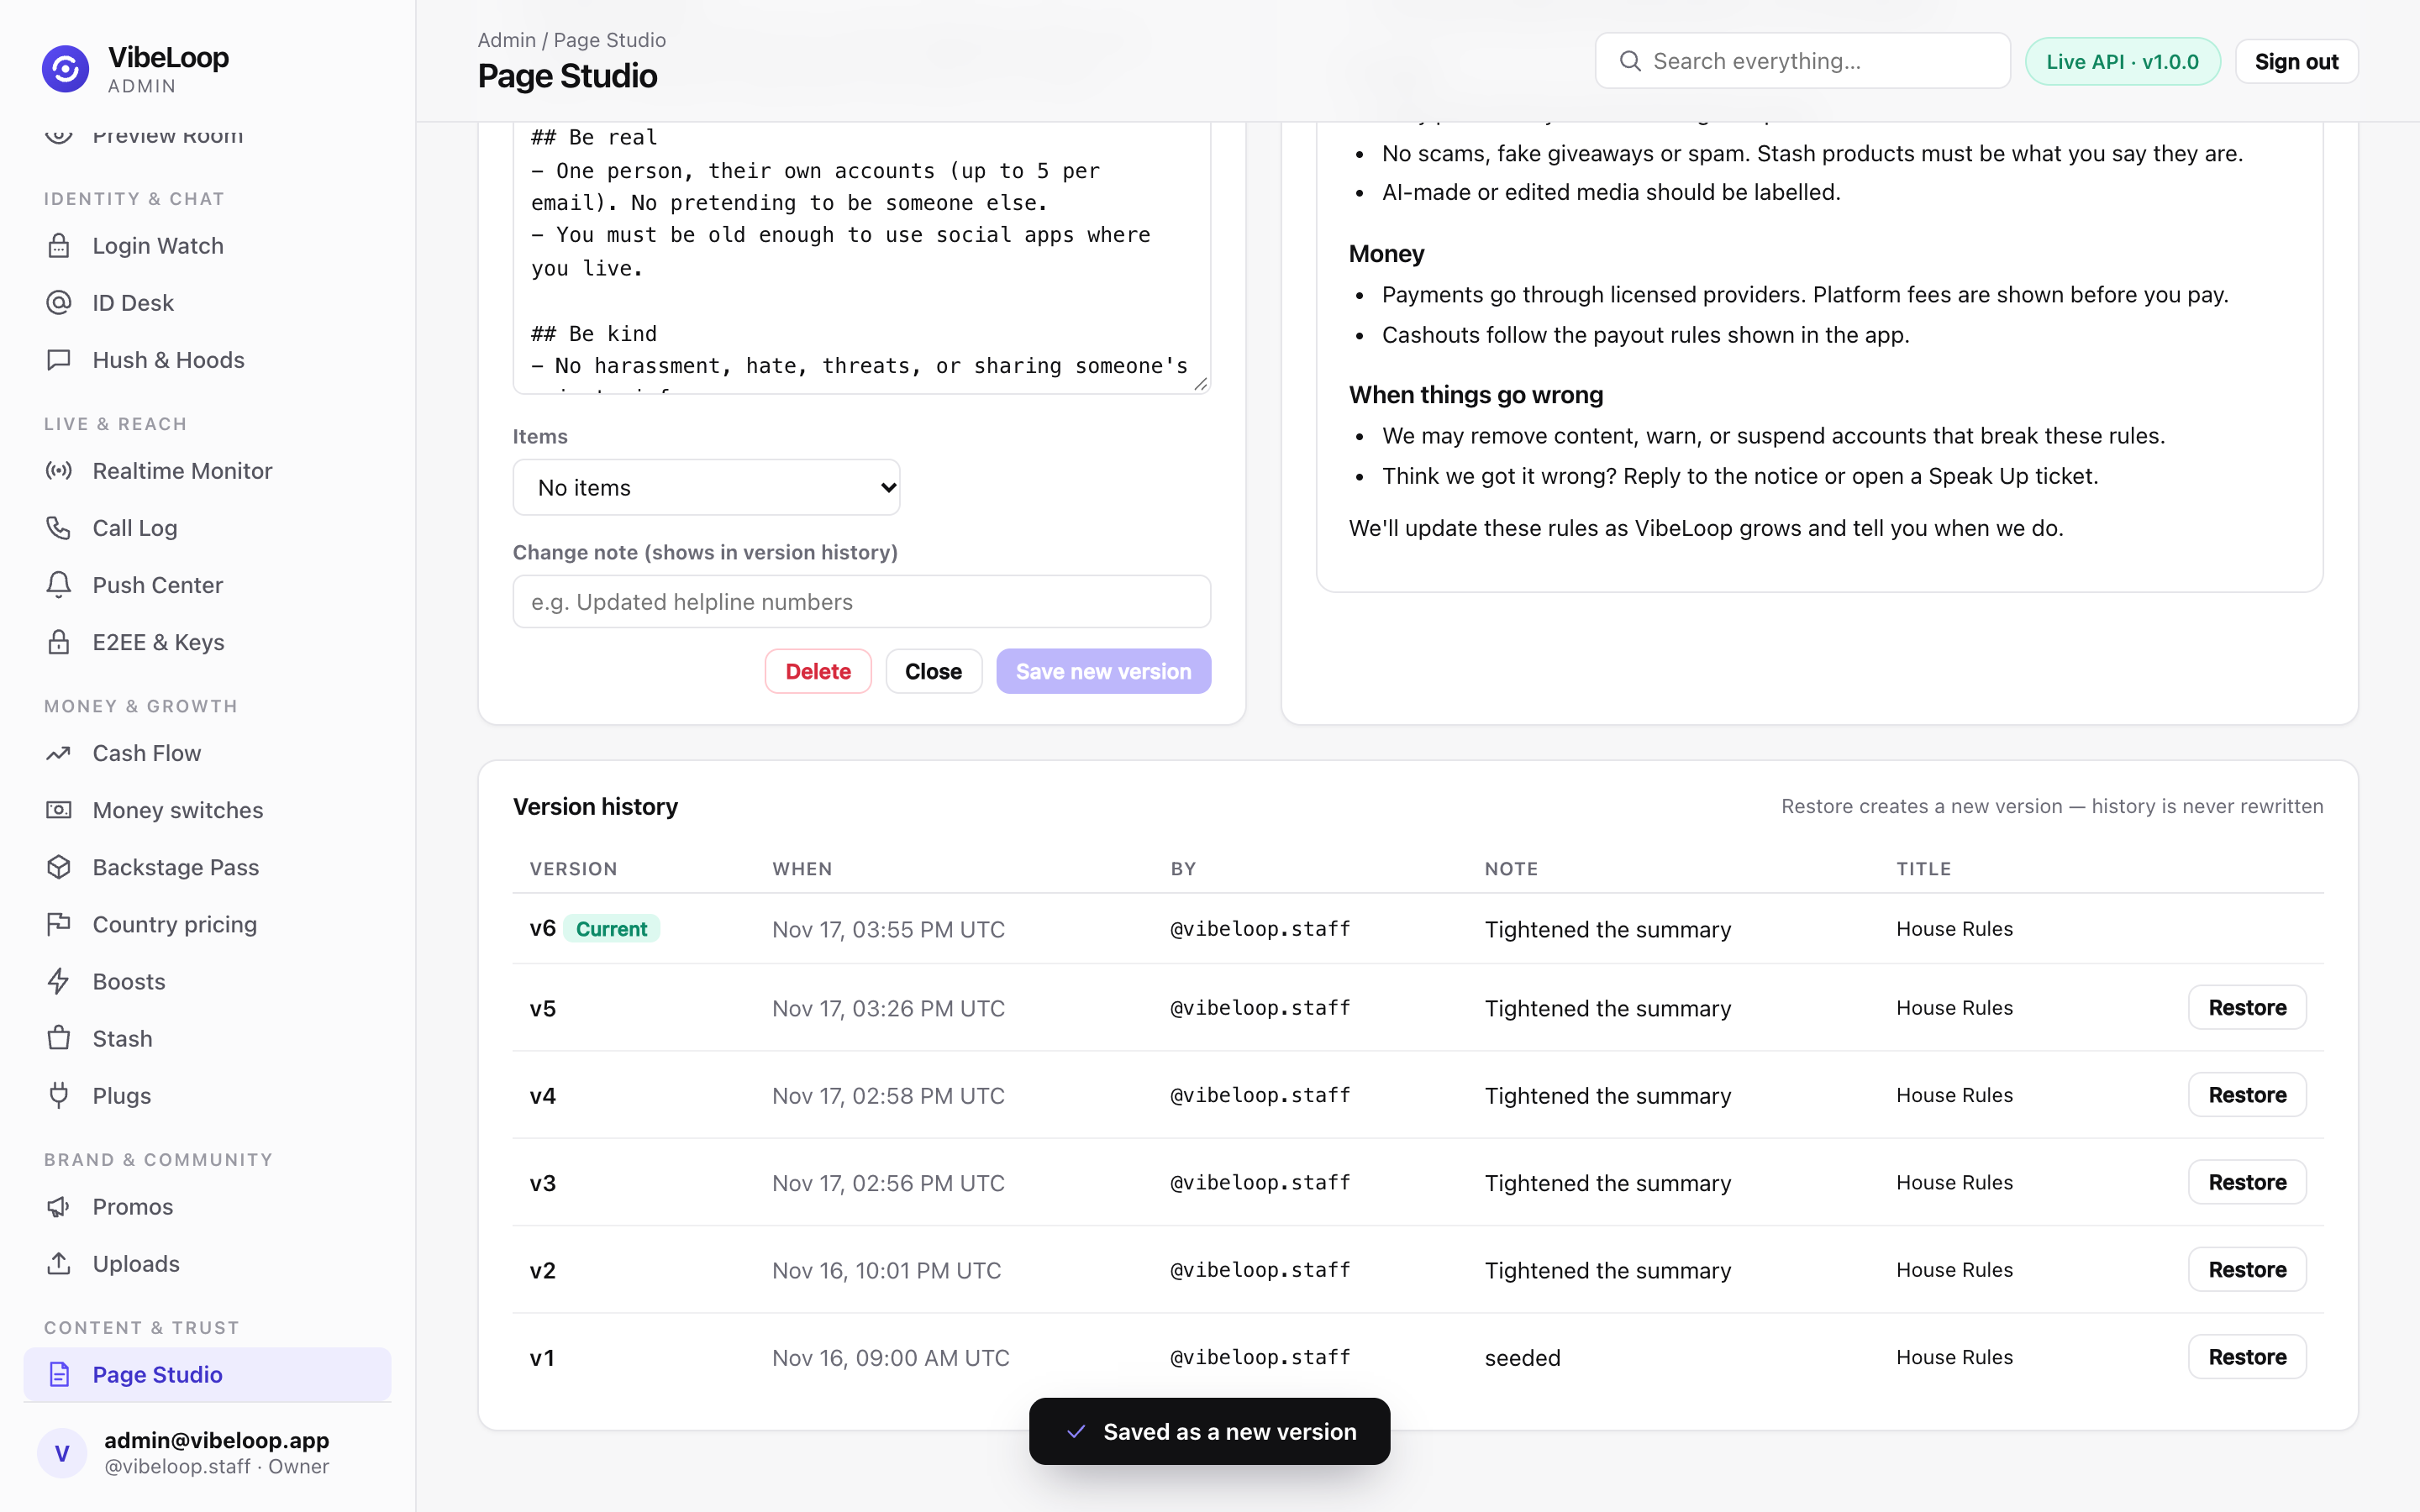 VibeLoop
ADMIN
Preview Room
IDENTITY & CHAT
Login Watch
ID Desk
Hush & Hoods
LIVE & REACH
Realtime Monitor
Call Log
Push Center
E2EE & Keys
MONEY & GROWTH
Cash Flow
Money switches
Backstage Pass
Country pricing
Boosts
Stash
Plugs
BRAND & COMMUNITY
Promos
Uploads
CONTENT & TRUST
Page Studio
V
admin@vibeloop.app
@vibeloop.staff · Owner
Admin / Page Studio
Page Studio
Search everything...
Live API · v1.0.0
Sign out
## Be real
- One person, their own accounts (up to 5 per
email). No pretending to be someone else.
- You must be old enough to use social apps where
you live.
## Be kind
- No harassment, hate, threats, or sharing someone's
Items
No items
Change note (shows in version history)
e.g. Updated helpline numbers
Delete
Close
Save new version
• No scams, fake giveaways or spam. Stash products must be what you say they are.
• AI-made or edited media should be labelled.
Money
• Payments go through licensed providers. Platform fees are shown before you pay.
• Cashouts follow the payout rules shown in the app.
When things go wrong
• We may remove content, warn, or suspend accounts that break these rules.
• Think we got it wrong? Reply to the notice or open a Speak Up ticket.
We'll update these rules as VibeLoop grows and tell you when we do.
Version history
Restore creates a new version — history is never rewritten
VERSION WHEN BY NOTE TITLE
v6 Current Nov 17, 03:55 PM UTC @vibeloop.staff Tightened the summary House Rules
v5 Nov 17, 03:26 PM UTC @vibeloop.staff Tightened the summary House Rules Restore
v4 Nov 17, 02:58 PM UTC @vibeloop.staff Tightened the summary House Rules Restore
v3 Nov 17, 02:56 PM UTC @vibeloop.staff Tightened the summary House Rules Restore
v2 Nov 16, 10:01 PM UTC @vibeloop.staff Tightened the summary House Rules Restore
v1 Nov 16, 09:00 AM UTC @vibeloop.staff seeded House Rules Restore
Saved as a new version